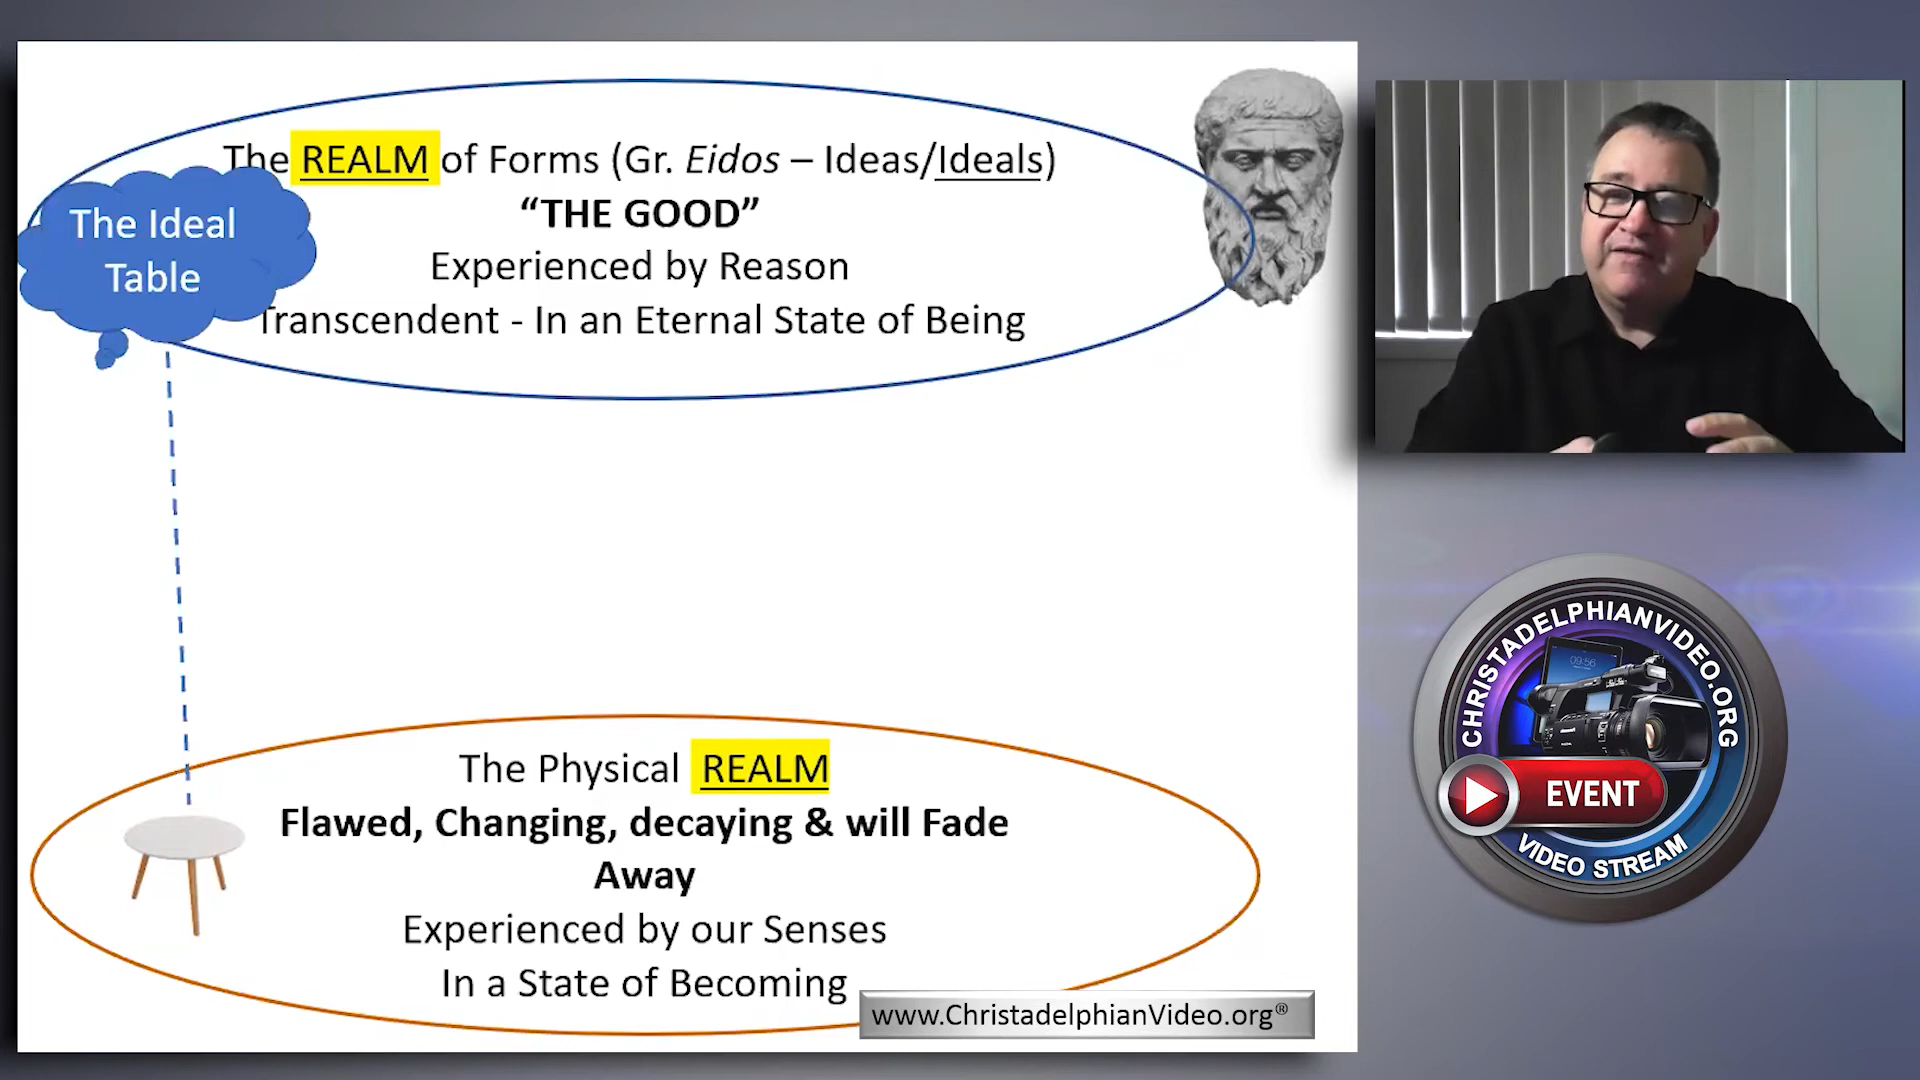 The REALM of Forms (Gr. Eidos – Ideas/Ideals)
“THE GOOD”
Experienced by Reason
Transcendent - In an Eternal State of Being
The Ideal
Table
The Physical REALM
Flawed, Changing, decaying & will Fade
Away
Experienced by our Senses
In a State of Becoming
www.ChristadelphianVideo.org®
CHRISTADELPHIANVIDEO.ORG
09:56
EVENT
VIDEO STREAM